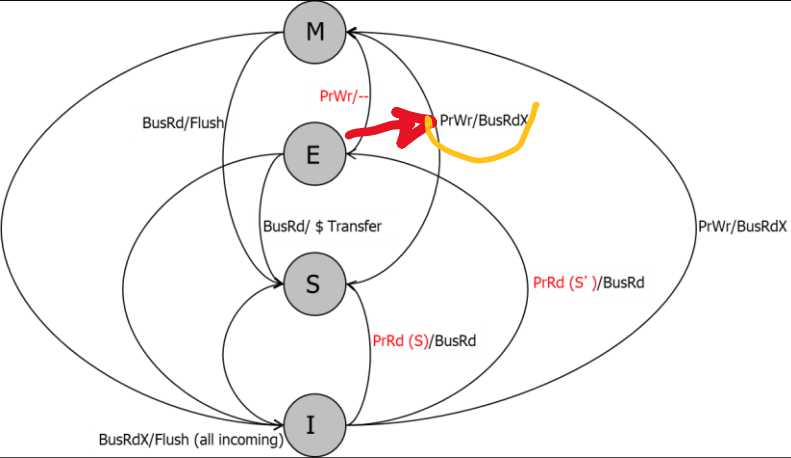 M
PrWr/--
BusRd/Flush
PrWr/BusRdX
E
BusRd/ $ Transfer
PrWr/BusRdX
S
PrRd (S')/BusRd
PrRd (S)/BusRd
I
BusRdX/Flush (all incoming)